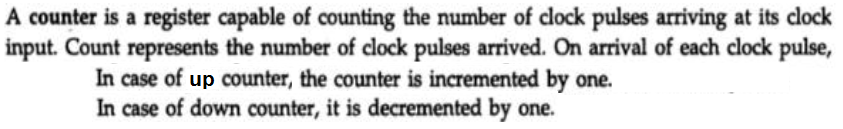 A counter is a register capable of counting the number of clock pulses arriving at its clock
input. Count represents the number of clock pulses arrived. On arrival of each clock pulse,
In case of up counter, the counter is incremented by one.
In case of down counter, it is decremented by one.